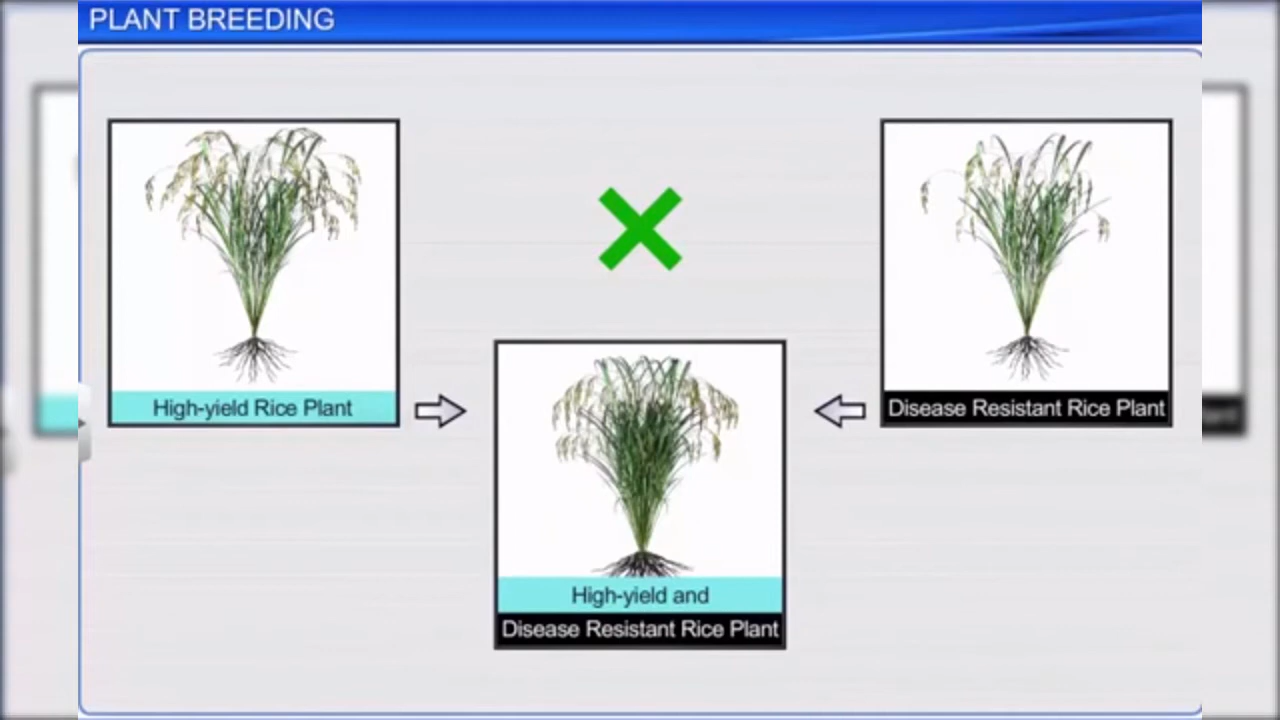 PLANT BREEDING
High-yield Rice Plant
Disease Resistant Rice Plant
High-yield and
Disease Resistant Rice Plant